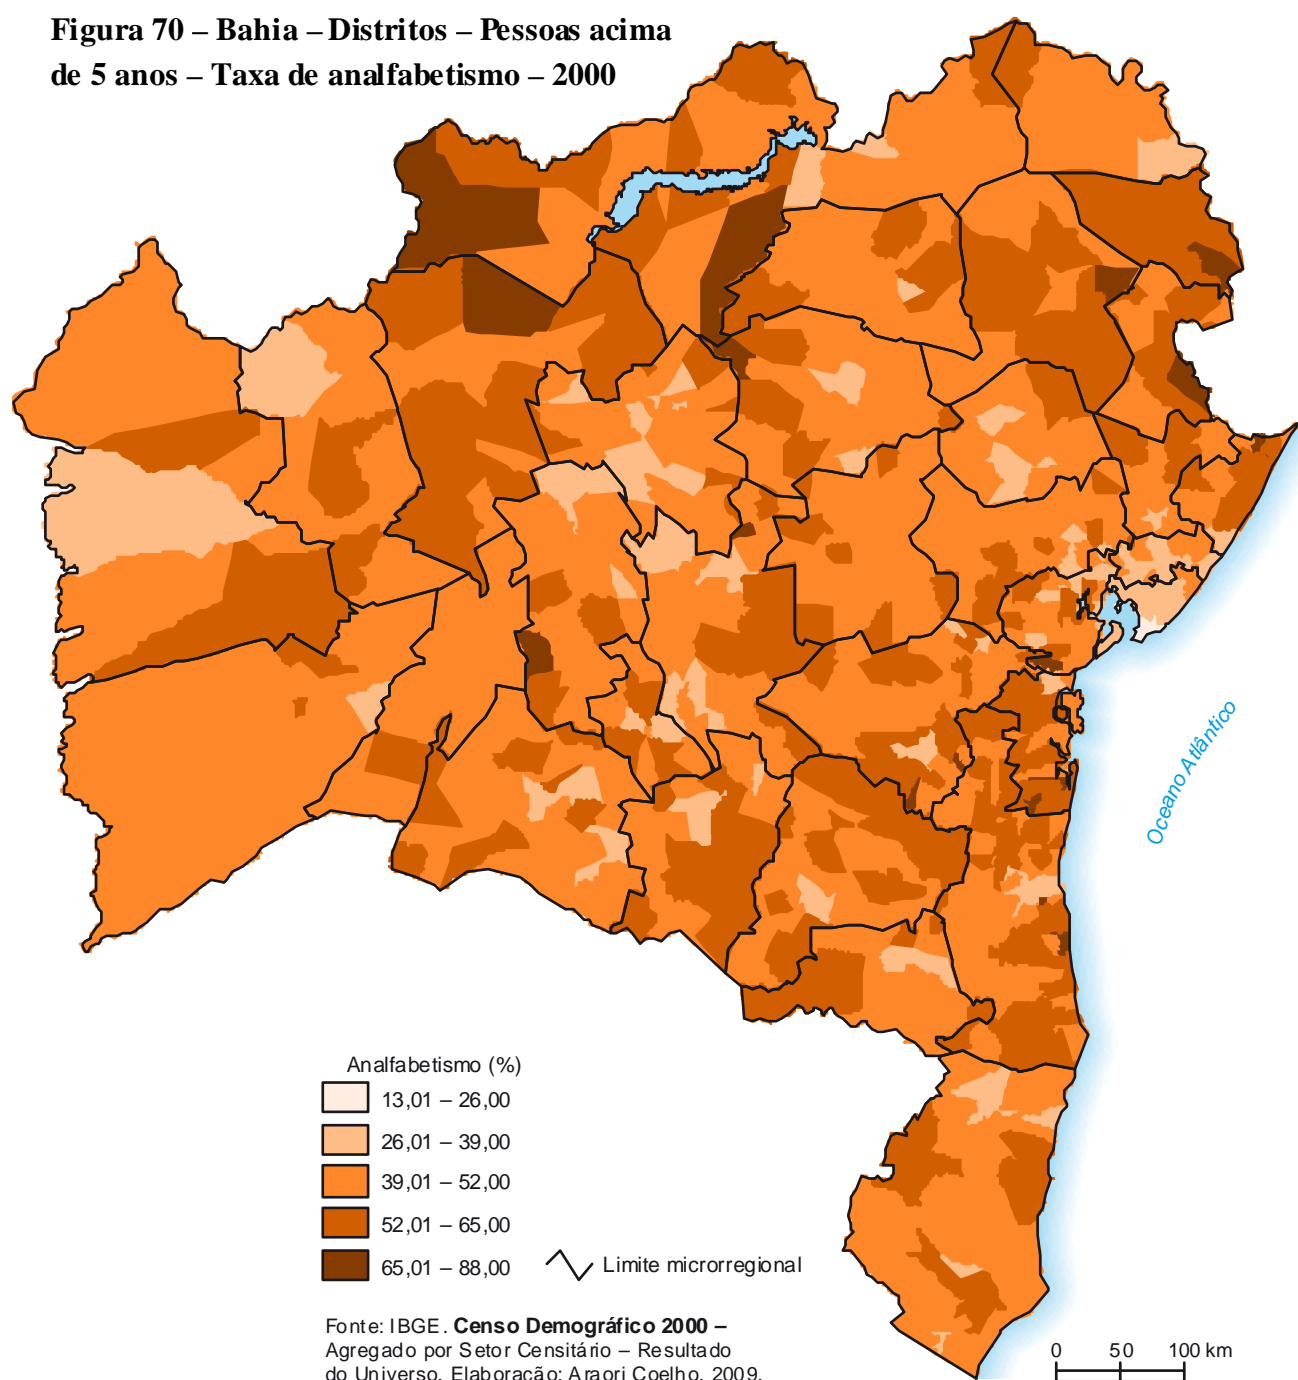 Figura 70 – Bahia – Distritos – Pessoas acima
de 5 anos – Taxa de analfabetismo – 2000
Oceano Atlântico
Analfabetismo (%)
13,01 – 26,00
26,01 – 39,00
39,01 – 52,00
52,01 – 65,00
65,01 – 88,00
Limite microrregional
Fonte: IBGE. Censo Demográfico 2000 –
Agregado por Setor Censitário – Resultado
do Universo. Elaboração: Araori Coelho, 2009.
0 50 100 km